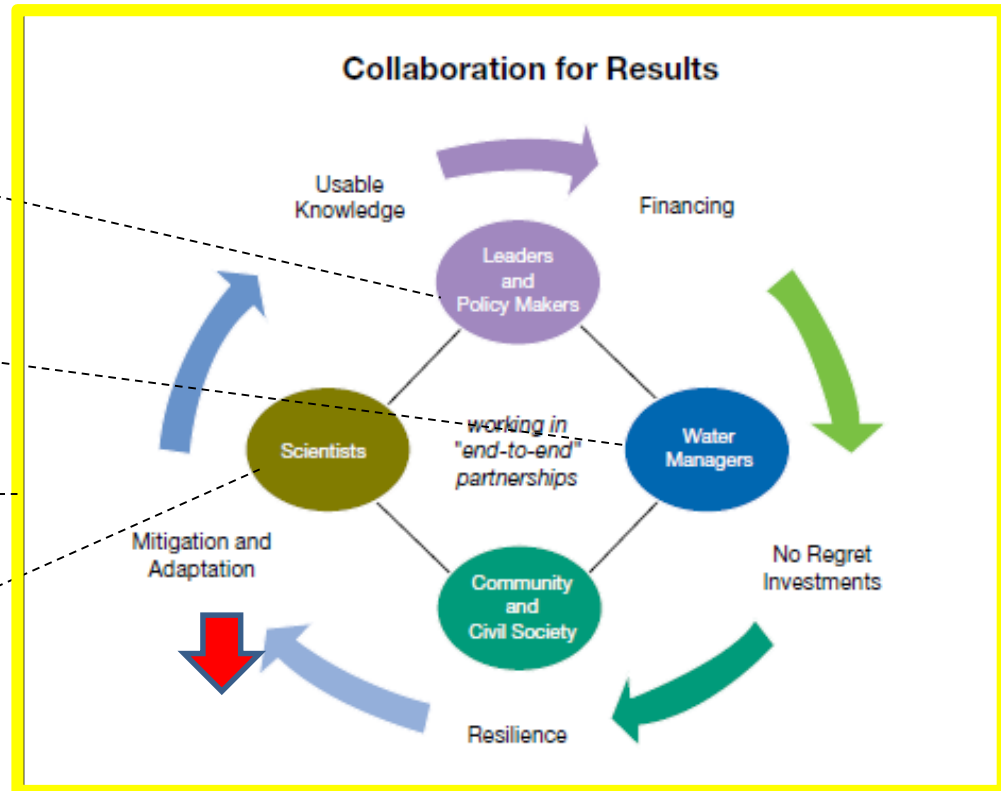 Collaboration for Results
Usable
Knowledge
Financing
Leaders
and
Policy Makers
Scientists
working in
"end-to-end"
partnerships
Water
Managers
Mitigation and
Adaptation
No Regret
Investments
Community
and
Civil Society
Resilience